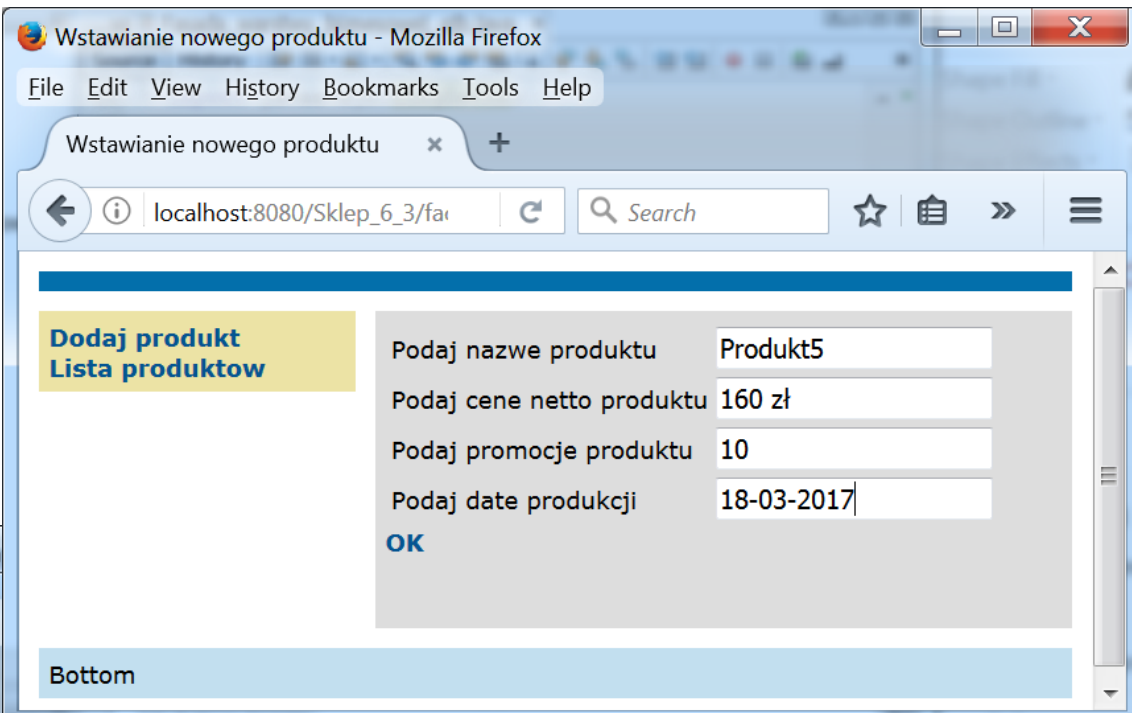 Wstawianie nowego produktu - Mozilla Firefox
File Edit View History Bookmarks Tools Help
Wstawianie nowego produktu
localhost:8080/Sklep_6_3/fac
Search
Dodaj produkt
Lista produktow
Podaj nazwe produktu Produkt5
Podaj cene netto produktu 160 zł
Podaj promocje produktu 10
Podaj date produkcji 18-03-2017
OK
Bottom